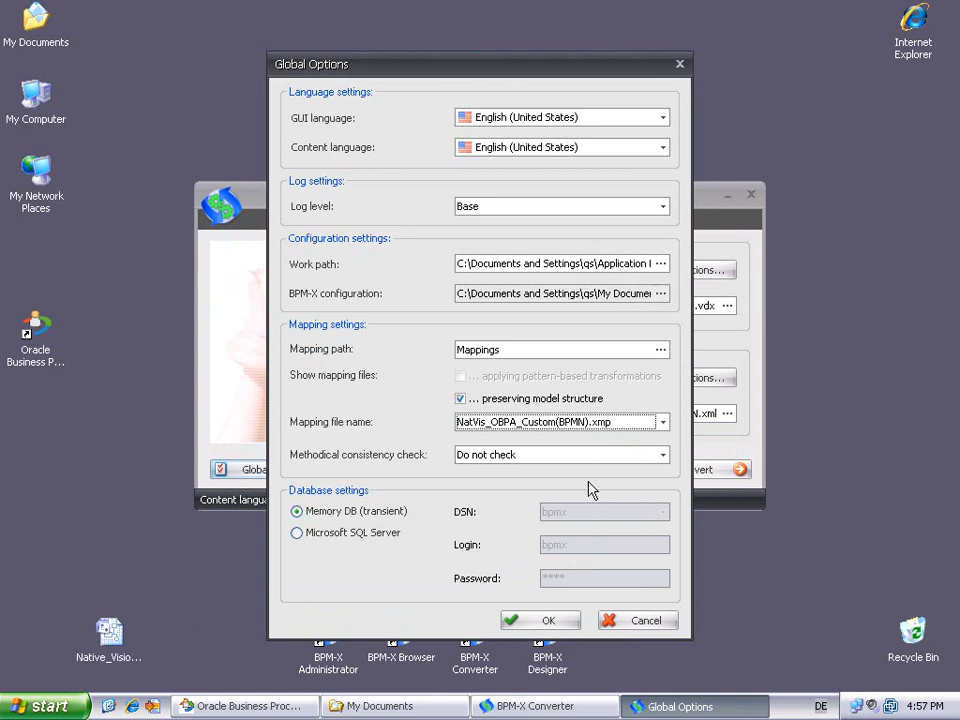 My Documents
My Computer
My Network
Places
Oracle
Business P...
Native_Visio...
Internet
Explorer
Recycle Bin
Global Options
Language settings:
GUI language:
English (United States)
Content language:
English (United States)
Log settings:
Log level:
Base
Configuration settings:
Work path:
C:\Documents and Settings\qs\Application
BPM-X configuration:
C:\Documents and Settings\qs\My Docume
Mapping settings:
Mapping path:
Mappings
Show mapping files:
... applying pattern-based transformations
... preserving model structure
Mapping file name:
NatVis_OBPA_Custom(BPMN).xmp
Methodical consistency check:
Do not check
Database settings
Memory DB (transient)
Microsoft SQL Server
DSN:
bpmx
Login:
bpmx
Password:
****
OK
Cancel
ions...
.vdx
ions...
N.xml
Global
vert
Content langua
BPM-X
Administrator
BPM-X Browser
BPM-X
Converter
BPM-X
Designer
start
Oracle Business Proc...
My Documents
BPM-X Converter
Global Options
DE
4:57 PM